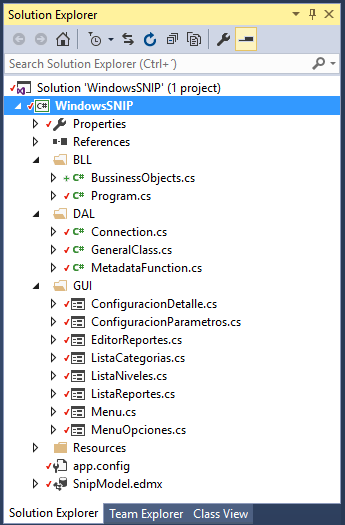 Solution Explorer
Search Solution Explorer (Ctrl+´)
Solution 'WindowsSNIP' (1 project)
C# WindowsSNIP
Properties
References
BLL
C# BussinessObjects.cs
C# Program.cs
DAL
C# Connection.cs
C# GeneralClass.cs
C# MetadataFunction.cs
GUI
ConfiguracionDetalle.cs
ConfiguracionParametros.cs
EditorReportes.cs
ListaCategorias.cs
ListaNiveles.cs
ListaReportes.cs
Menu.cs
MenuOpciones.cs
Resources
app.config
SnipModel.edmx
Solution Explorer Team Explorer Class View